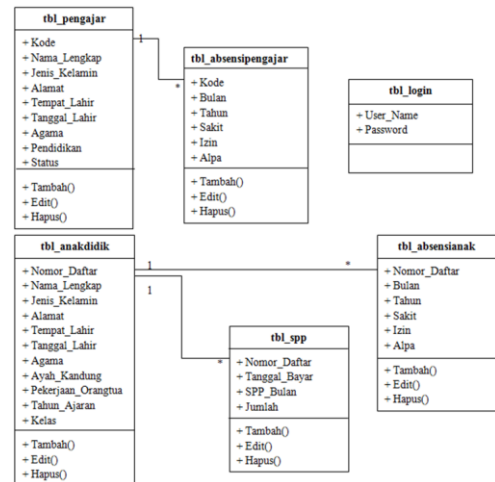 tbl_pengajar
+ Kode
+ Nama_Lengkap
+ Jenis_Kelamin
+ Alamat
+ Tempat_Lahir
+ Tanggal_Lahir
+ Agama
+ Pendidikan
+ Status
+ Tambah()
+ Edit()
+ Hapus()
1
*
tbl_absensipengajar
+ Kode
+ Bulan
+ Tahun
+ Sakit
+ Izin
+ Alpa
+ Tambah()
+ Edit()
+ Hapus()
tbl_login
+ User_Name
+ Password
tbl_anakdidik
+ Nomor_Daftar
+ Nama_Lengkap
+ Jenis_Kelamin
+ Alamat
+ Tempat_Lahir
+ Tanggal_Lahir
+ Agama
+ Ayah_Kandung
+ Pekerjaan_Orangtua
+ Tahun_Ajaran
+ Kelas
+ Tambah()
+ Edit()
+ Hapus()
1
*
1
*
tbl_spp
+ Nomor_Daftar
+ Tanggal_Bayar
+ SPP_Bulan
+ Jumlah
+ Tambah()
+ Edit()
+ Hapus()
tbl_absensianak
+ Nomor_Daftar
+ Bulan
+ Tahun
+ Sakit
+ Izin
+ Alpa
+ Tambah()
+ Edit()
+ Hapus()